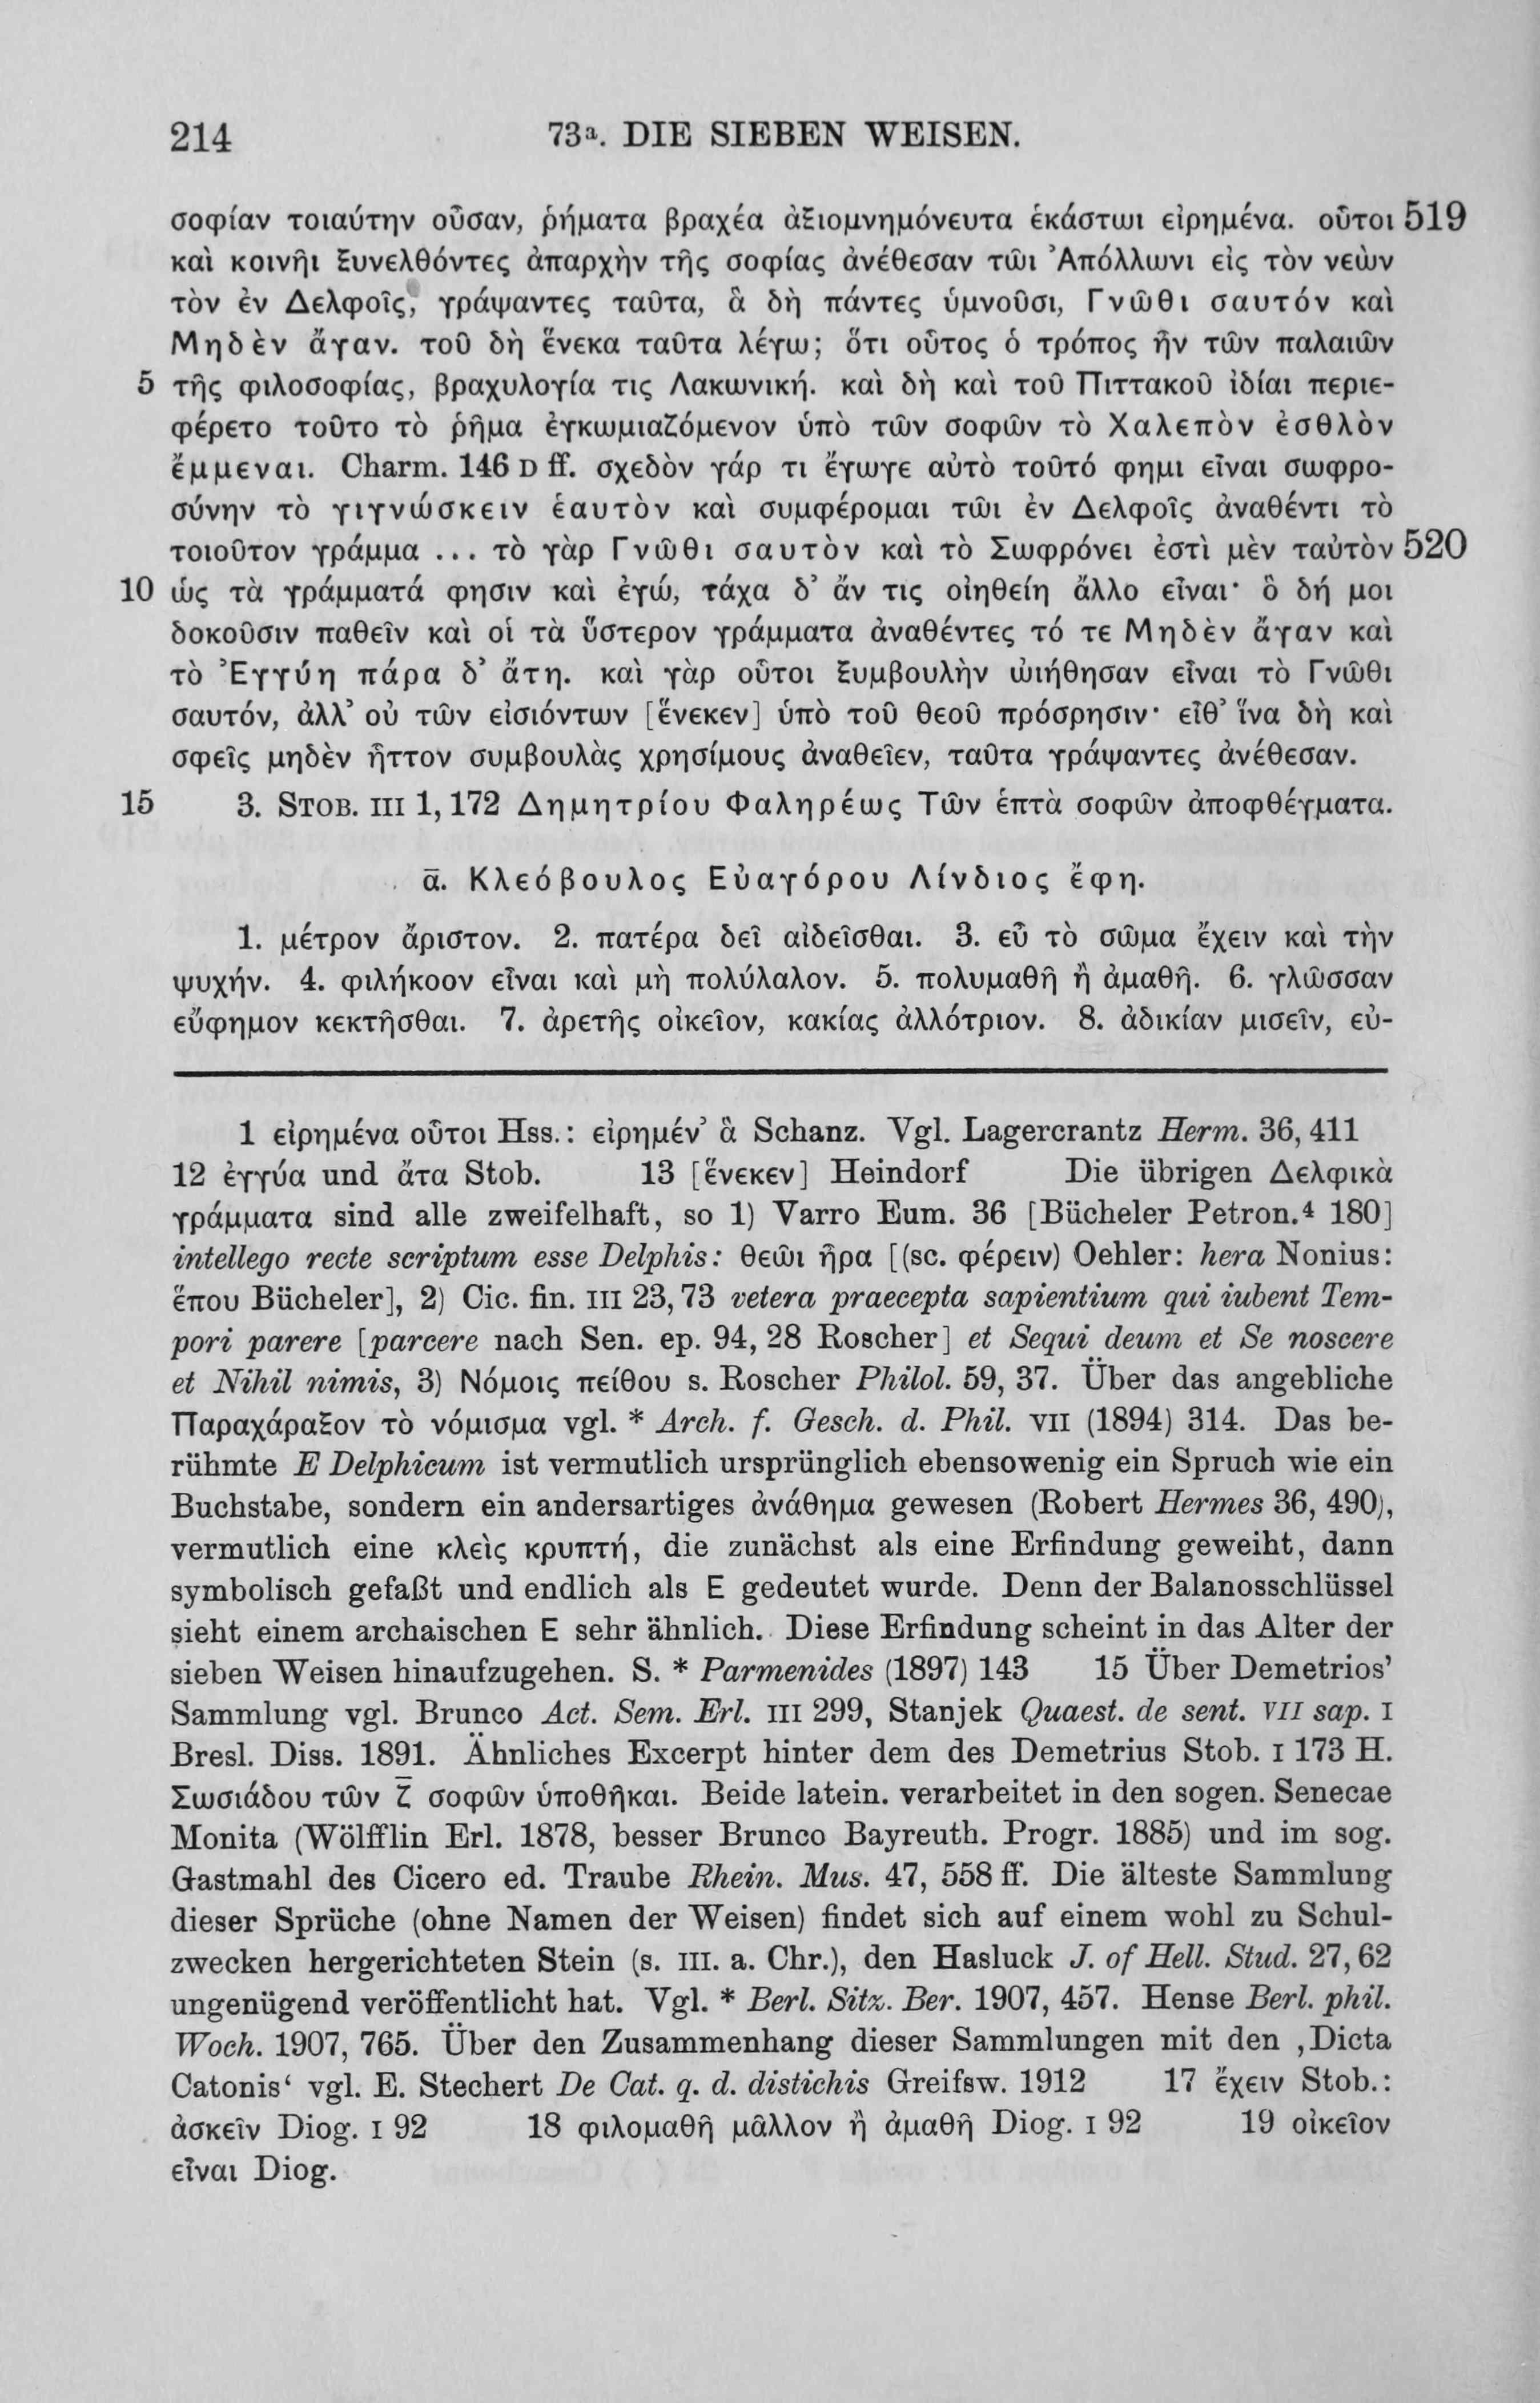 214 73a. DIE SIEBEN WEISEN.
σοφίαν τοιαύτην οὖσαν, ῥήματα βραχέα ἀξιομνημόνευτα ἑκάστωι εἰρημένα. οὗτοι 519
καὶ κοινῆι ξυνελθόντες ἀπαρχὴν τῆς σοφίας ἀνέθεσαν τῶι Ἀπόλλωνι εἰς τὸν νεὼν
τὸν ἐν Δελφοῖς, γράψαντες ταῦτα, ἃ δὴ πάντες ὑμνοῦσι, Γνῶθι σαυτόν καὶ
Μηδὲν ἄγαν. τοῦ δὴ ἕνεκα ταῦτα λέγω; ὅτι οὗτος ὁ τρόπος ἦν τῶν παλαιῶν
5 τῆς φιλοσοφίας, βραχυλογία τις Λακωνική. καὶ δὴ καὶ τοῦ Πιττακοῦ ἰδίαι περιε-
φέρετο τοῦτο τὸ ῥῆμα ἐγκωμιαζόμενον ὑπὸ τῶν σοφῶν τὸ Χαλεπὸν ἐσθλὸν
ἔμμεναι. Charm. 146 D ff. σχεδὸν γάρ τι ἔγωγε αὐτὸ τοῦτό φημι εἶναι σωφρο-
σύνην τὸ γιγνώσκειν ἑαυτὸν καὶ συμφέρομαι τῶι ἐν Δελφοῖς ἀναθέντι τὸ
τοιοῦτον γράμμα ... τὸ γὰρ Γνῶθι σαυτὸν καὶ τὸ Σωφρόνει ἐστὶ μὲν ταὐτὸν 520
10 ὡς τὰ γράμματά φησιν καὶ ἐγώ, τάχα δ’ ἄν τις οἰηθείη ἄλλο εἶναι· ὃ δή μοι
δοκοῦσιν παθεῖν καὶ οἱ τὰ ὕστερον γράμματα ἀναθέντες τό τε Μηδὲν ἄγαν καὶ
τὸ Ἐγγύη πάρα δ’ ἄτη. καὶ γὰρ οὗτοι ξυμβουλὴν ὠιήθησαν εἶναι τὸ Γνῶθι
σαυτόν, ἀλλ’ οὐ τῶν εἰσιόντων [ἕνεκεν] ὑπὸ τοῦ θεοῦ πρόσρησιν· εἶθ’ ἵνα δὴ καὶ
σφεῖς μηδὲν ἧττον συμβουλὰς χρησίμους ἀναθεῖεν, ταῦτα γράψαντες ἀνέθεσαν.
15 3. STOB. III 1, 172 Δημητρίου Φαληρέως Τῶν ἑπτὰ σοφῶν ἀποφθέγματα.
ᾱ. Κλεόβουλος Εὐαγόρου Λίνδιος ἔφη.
1. μέτρον ἄριστον. 2. πατέρα δεῖ αἰδεῖσθαι. 3. εὖ τὸ σῶμα ἔχειν καὶ τὴν
ψυχήν. 4. φιλήκοον εἶναι καὶ μὴ πολύλαλον. 5. πολυμαθῆ ἢ ἀμαθῆ. 6. γλῶσσαν
εὔφημον κεκτῆσθαι. 7. ἀρετῆς οἰκεῖον, κακίας ἀλλότριον. 8. ἀδικίαν μισεῖν, εὐ-
1 εἰρημένα οὗτοι Hss.: εἰρημέν’ ἃ Schanz. Vgl. Lagercrantz Herm. 36, 411
12 ἐγγύα und ἄτα Stob. 13 [ἕνεκεν] Heindorf Die übrigen Δελφικὰ
γράμματα sind alle zweifelhaft, so 1) Varro Eum. 36 [Bücheler Petron.⁴ 180]
intellego recte scriptum esse Delphis: θεῶι ἦρα [(sc. φέρειν) Oehler: hera Nonius:
ἕπου Bücheler], 2) Cic. fin. III 23, 73 vetera praecepta sapientium qui iubent Tem-
pori parere [parcere nach Sen. ep. 94, 28 Roscher] et Sequi deum et Se noscere
et Nihil nimis, 3) Νόμοις πείθου s. Roscher Philol. 59, 37. Über das angebliche
Παραχάραξον τὸ νόμισμα vgl. * Arch. f. Gesch. d. Phil. VII (1894) 314. Das be-
rühmte E Delphicum ist vermutlich ursprünglich ebensowenig ein Spruch wie ein
Buchstabe, sondern ein andersartiges ἀνάθημα gewesen (Robert Hermes 36, 490),
vermutlich eine κλεὶς κρυπτή, die zunächst als eine Erfindung geweiht, dann
symbolisch gefaßt und endlich als E gedeutet wurde. Denn der Balanosschlüssel
sieht einem archaischen E sehr ähnlich. Diese Erfindung scheint in das Alter der
sieben Weisen hinaufzugehen. S. * Parmenides (1897) 143 15 Über Demetrios’
Sammlung vgl. Brunco Act. Sem. Erl. III 299, Stanjek Quaest. de sent. VII sap. I
Bresl. Diss. 1891. Ähnliches Excerpt hinter dem des Demetrius Stob. I 173 H.
Σωσιάδου τῶν ζ̄ σοφῶν ὑποθῆκαι. Beide latein. verarbeitet in den sogen. Senecae
Monita (Wölfflin Erl. 1878, besser Brunco Bayreuth. Progr. 1885) und im sog.
Gastmahl des Cicero ed. Traube Rhein. Mus. 47, 558 ff. Die älteste Sammlung
dieser Sprüche (ohne Namen der Weisen) findet sich auf einem wohl zu Schul-
zwecken hergerichteten Stein (s. III. a. Chr.), den Hasluck J. of Hell. Stud. 27, 62
ungenügend veröffentlicht hat. Vgl. * Berl. Sitz. Ber. 1907, 457. Hense Berl. phil.
Woch. 1907, 765. Über den Zusammenhang dieser Sammlungen mit den ‚Dicta
Catonis‘ vgl. E. Stechert De Cat. q. d. distichis Greifsw. 1912 17 ἔχειν Stob.:
ἀσκεῖν Diog. I 92 18 φιλομαθῆ μᾶλλον ἢ ἀμαθῆ Diog. I 92 19 οἰκεῖον
εἶναι Diog.